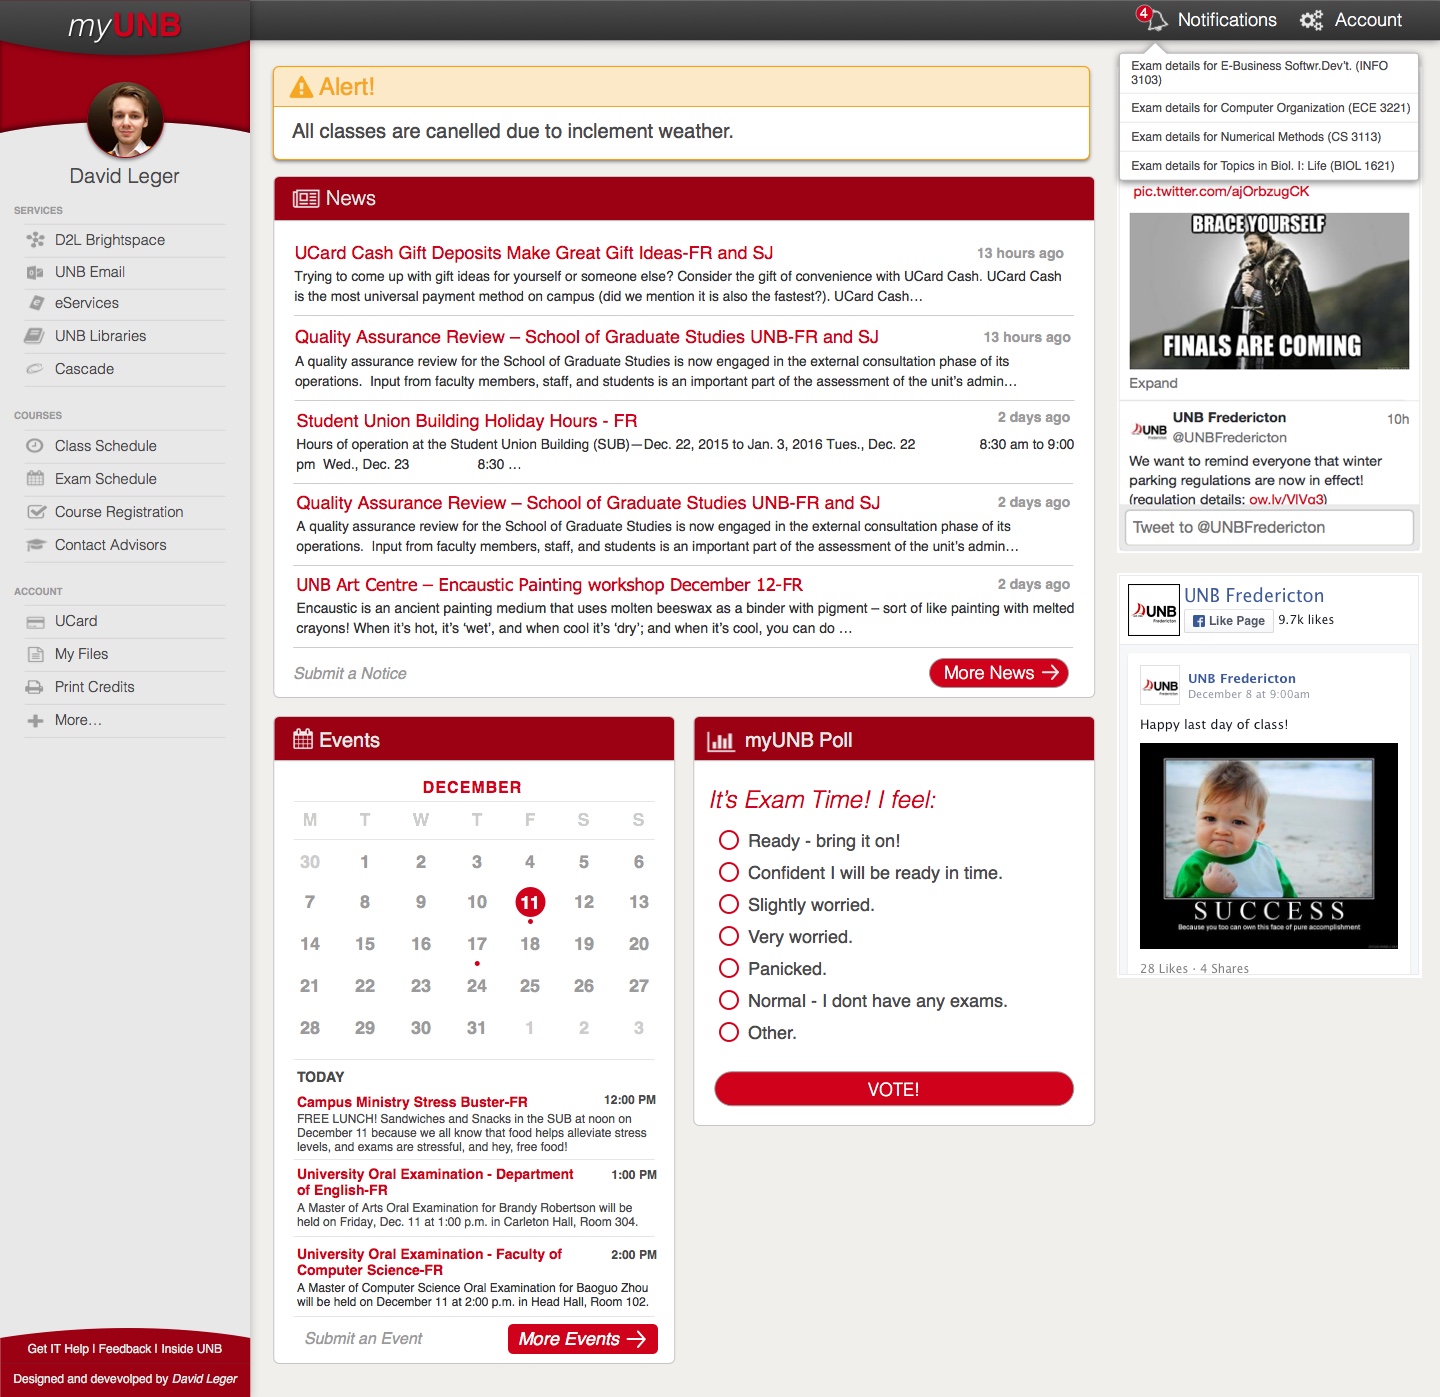 myUNB
4 Notifications Account
David Leger
SERVICES
D2L Brightspace
UNB Email
eServices
UNB Libraries
Cascade
COURSES
Class Schedule
Exam Schedule
Course Registration
Contact Advisors
ACCOUNT
UCard
My Files
Print Credits
More...
Get IT Help | Feedback | Inside UNB
Designed and devevolped by David Leger
Alert!
All classes are canelled due to inclement weather.
News
UCard Cash Gift Deposits Make Great Gift Ideas-FR and SJ 13 hours ago
Trying to come up with gift ideas for yourself or someone else? Consider the gift of convenience with UCard Cash. UCard Cash
is the most universal payment method on campus (did we mention it is also the fastest?). UCard Cash…
Quality Assurance Review – School of Graduate Studies UNB-FR and SJ 13 hours ago
A quality assurance review for the School of Graduate Studies is now engaged in the external consultation phase of its
operations. Input from faculty members, staff, and students is an important part of the assessment of the unit's admin…
Student Union Building Holiday Hours - FR 2 days ago
Hours of operation at the Student Union Building (SUB)—Dec. 22, 2015 to Jan. 3, 2016 Tues., Dec. 22 8:30 am to 9:00
pm Wed., Dec. 23 8:30 …
Quality Assurance Review – School of Graduate Studies UNB-FR and SJ 2 days ago
A quality assurance review for the School of Graduate Studies is now engaged in the external consultation phase of its
operations. Input from faculty members, staff, and students is an important part of the assessment of the unit's admin…
UNB Art Centre – Encaustic Painting workshop December 12-FR 2 days ago
Encaustic is an ancient painting medium that uses molten beeswax as a binder with pigment – sort of like painting with melted
crayons! When it's hot, it's 'wet', and when cool it's 'dry'; and when it's cool, you can do …
Submit a Notice More News
Events
DECEMBER
M T W T F S S
30 1 2 3 4 5 6
7 8 9 10 11 12 13
14 15 16 17 18 19 20
21 22 23 24 25 26 27
28 29 30 31 1 2 3
TODAY
Campus Ministry Stress Buster-FR 12:00 PM
FREE LUNCH! Sandwiches and Snacks in the SUB at noon on
December 11 because we all know that food helps alleviate stress
levels, and exams are stressful, and hey, free food!
University Oral Examination - Department 1:00 PM
of English-FR
A Master of Arts Oral Examination for Brandy Robertson will be
held on Friday, Dec. 11 at 1:00 p.m. in Carleton Hall, Room 304.
University Oral Examination - Faculty of 2:00 PM
Computer Science-FR
A Master of Computer Science Oral Examination for Baoguo Zhou
will be held on December 11 at 2:00 p.m. in Head Hall, Room 102.
Submit an Event More Events
myUNB Poll
It's Exam Time! I feel:
Ready - bring it on!
Confident I will be ready in time.
Slightly worried.
Very worried.
Panicked.
Normal - I dont have any exams.
Other.
VOTE!
Exam details for E-Business Softwr.Dev't. (INFO
3103)
Exam details for Computer Organization (ECE 3221)
Exam details for Numerical Methods (CS 3113)
Exam details for Topics in Biol. I: Life (BIOL 1621)
pic.twitter.com/ajOrbzugCK
BRACE YOURSELF
FINALS ARE COMING
Expand
UNB
UNB Fredericton 10h
@UNBFredericton
We want to remind everyone that winter
parking regulations are now in effect!
(regulation details: ow.ly/VlVq3)
Tweet to @UNBFredericton
UNB
Fredericton
UNB Fredericton
Like Page 9.7k likes
UNB
UNB Fredericton
December 8 at 9:00am
Happy last day of class!
SUCCESS
Because you too can own this face of pure accomplishment
28 Likes · 4 Shares